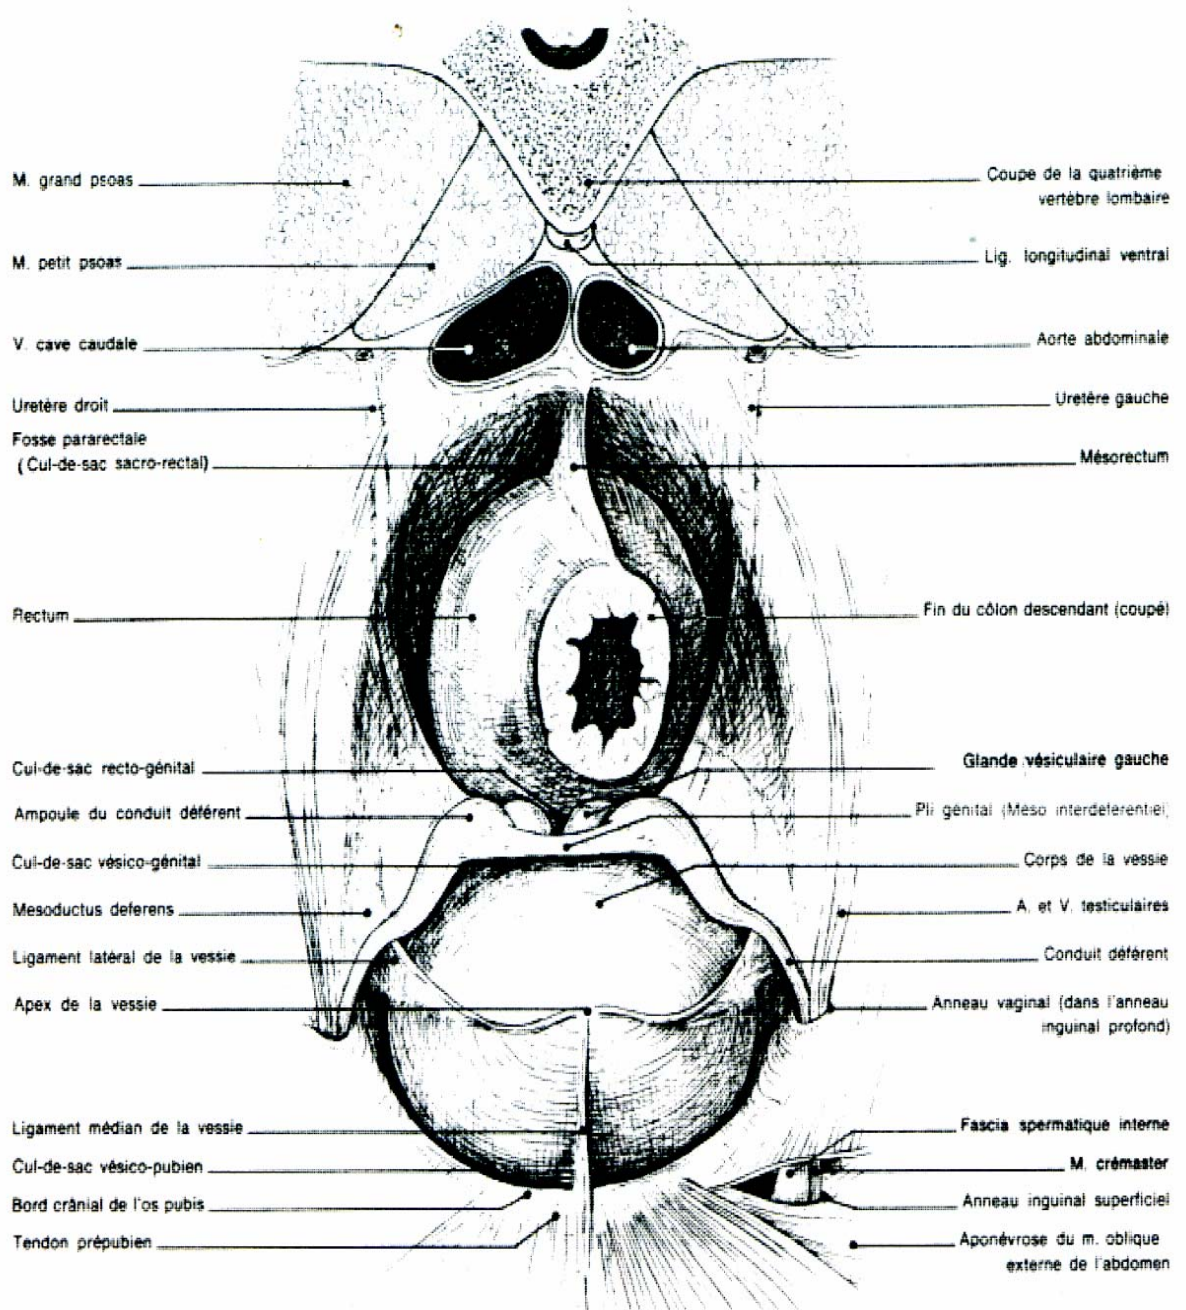 M. grand psoas
M. petit psoas
V. cave caudale
Uretère droit
Fosse pararectale
(Cul-de-sac sacro-rectal)
Rectum
Cul-de-sac recto-génital
Ampoule du conduit déférent
Cul-de-sac vésico-génital
Mesoductus deferens
Ligament latéral de la vessie
Apex de la vessie
Ligament médian de la vessie
Cul-de-sac vésico-pubien
Bord crânial de l'os pubis
Tendon prépubien
Coupe de la quatrième
vertèbre lombaire
Lig. longitudinal ventral
Aorte abdominale
Uretère gauche
Mésorectum
Fin du côlon descendant (coupé)
Glande vésiculaire gauche
Pli génital (Meso interdeferentiel)
Corps de la vessie
A. et V. testiculaires
Conduit déférent
Anneau vaginal (dans l'anneau
inguinal profond)
Fascia spermatique interne
M. crémaster
Anneau inguinal superficiel
Aponévrose du m. oblique
externe de l'abdomen